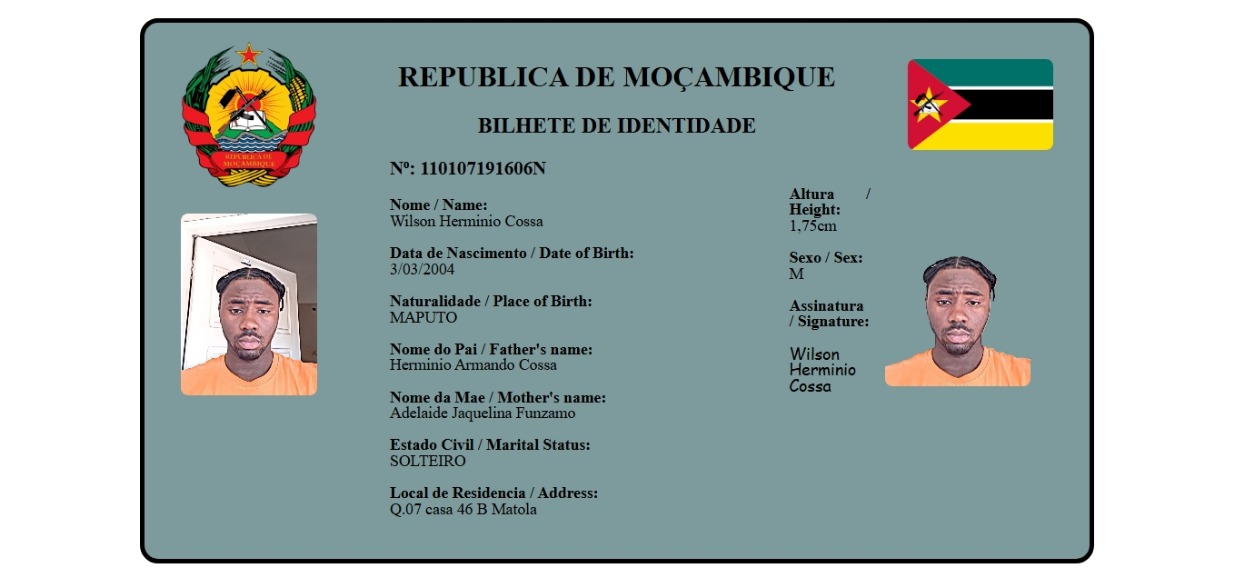 REPUBLICA DE MOÇAMBIQUE
BILHETE DE IDENTIDADE
REPÚBLICA DE
MOÇAMBIQUE
Nº: 110107191606N
Nome / Name:
Wilson Herminio Cossa
Data de Nascimento / Date of Birth:
3/03/2004
Naturalidade / Place of Birth:
MAPUTO
Nome do Pai / Father's name:
Herminio Armando Cossa
Nome da Mae / Mother's name:
Adelaide Jaquelina Funzamo
Estado Civil / Marital Status:
SOLTEIRO
Local de Residencia / Address:
Q.07 casa 46 B Matola
Altura /
Height:
1,75cm
Sexo / Sex:
M
Assinatura
/ Signature:
Wilson
Herminio
Cossa